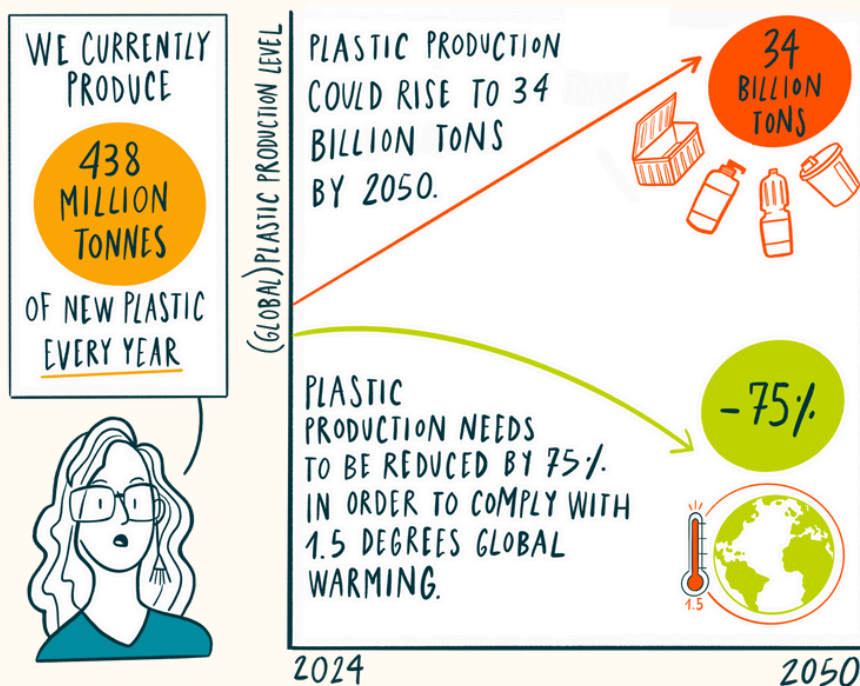 WE CURRENTLY
PRODUCE
438
MILLION
TONNES
OF NEW PLASTIC
EVERY YEAR
(GLOBAL) PLASTIC PRODUCTION LEVEL
PLASTIC PRODUCTION
COULD RISE TO 34
BILLION TONS
BY 2050.
34
BILLION
TONS
PLASTIC
PRODUCTION NEEDS
TO BE REDUCED BY 75%
IN ORDER TO COMPLY WITH
1.5 DEGREES GLOBAL
WARMING.
-75%
1.5
2024
2050